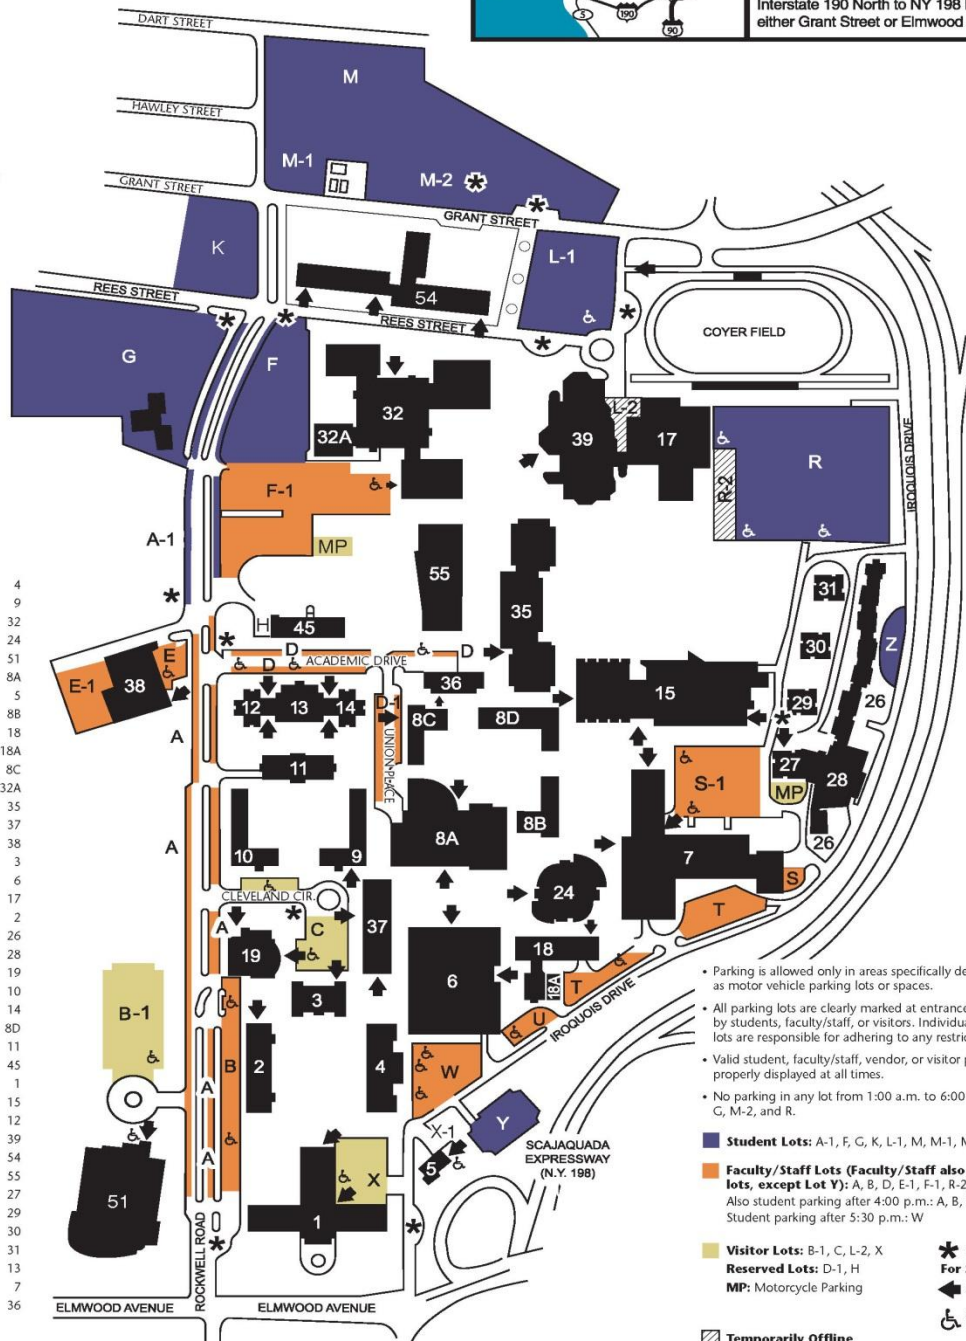 DART STREET
5
190
90
Interstate 190 North to NY 198
either Grant Street or Elmwood
M
HAWLEY STREET
M-1
M-2
GRANT STREET
GRANT STREET
K
L-1
REES STREET
54
REES STREET
COYER FIELD
G
F
32
32A
L-2
39
17
R
R-2
IROQUOIS DRIVE
F-1
A-1
MP
55
35
31
H
45
30
Z
D
D
ACADEMIC DRIVE
D
E
E-1
38
36
15
26
29
12
13
14
D-1
8C
8D
A
UNION PLACE
11
27
28
S-1
MP
8B
26
A
10
9
8A
7
24
S
CLEVELAND CIR.
T
C
37
A
19
18
6
18A
T
3
U
IROQUOIS DRIVE
B-1
B
2
4
W
A
Y
X-1
SCAJAQUADA
EXPRESSWAY
(N.Y. 198)
5
A
X
51
1
ROCKWELL ROAD
ELMWOOD AVENUE
ELMWOOD AVENUE
4
9
32
24
51
8A
5
8B
18
18A
8C
32A
35
37
38
3
6
17
2
26
28
19
10
14
8D
11
45
1
15
12
39
54
55
27
29
30
31
13
7
36
• Parking is allowed only in areas specifically de
as motor vehicle parking lots or spaces.
• All parking lots are clearly marked at entrance
by students, faculty/staff, or visitors. Individua
lots are responsible for adhering to any restric
• Valid student, faculty/staff, vendor, or visitor p
properly displayed at all times.
• No parking in any lot from 1:00 a.m. to 6:00
G, M-2, and R.
Student Lots: A-1, F, G, K, L-1, M, M-1, M
Faculty/Staff Lots (Faculty/Staff also
lots, except Lot Y): A, B, D, E-1, F-1, R-2
Also student parking after 4:00 p.m.: A, B,
Student parking after 5:30 p.m.: W
Visitor Lots: B-1, C, L-2, X
Reserved Lots: D-1, H
For
MP: Motorcycle Parking
Temporarily Offline